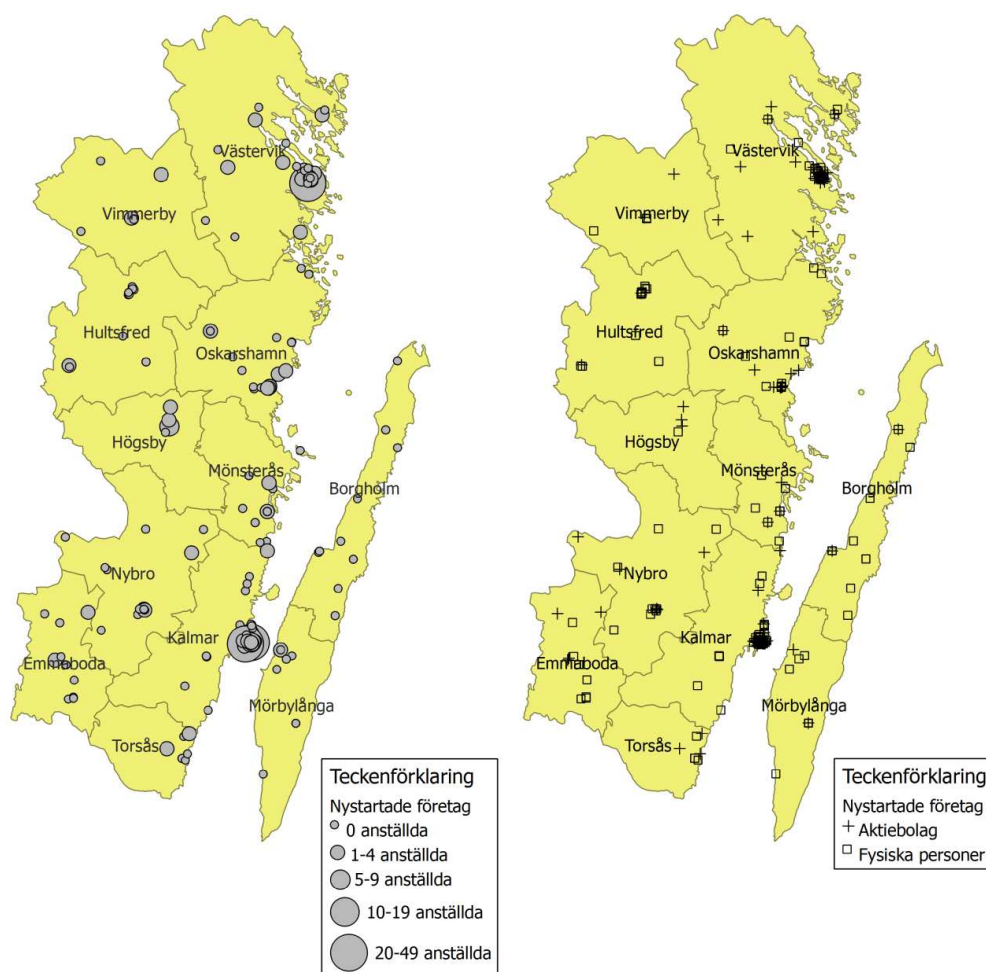 Västervik
Vimmerby
Hultsfred
Oskarshamn
Högsby
Mönsterås
Borgholm
Nybro
Kalmar
Emmaboda
Mörbylånga
Torsås
Teckenförklaring
Nystartade företag
0 anställda
1-4 anställda
5-9 anställda
10-19 anställda
20-49 anställda
Västervik
Vimmerby
Hultsfred
Oskarshamn
Högsby
Mönsterås
Borgholm
Nybro
Kalmar
Emmaboda
Mörbylånga
Torsås
Teckenförklaring
Nystartade företag
Aktiebolag
Fysiska personer